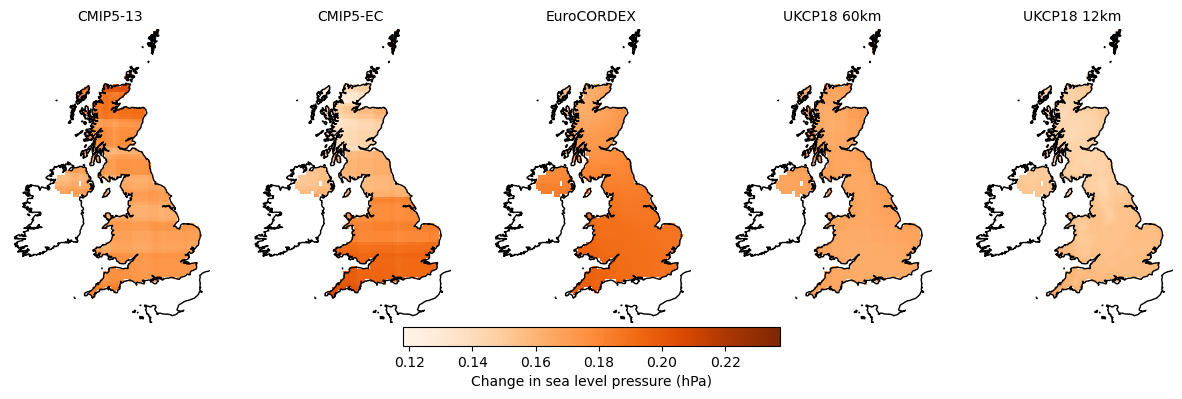 CMIP5-13 CMIP5-EC EuroCORDEX UKCP18 60km UKCP18 12km
0.12 0.14 0.16 0.18 0.20 0.22
Change in sea level pressure (hPa)